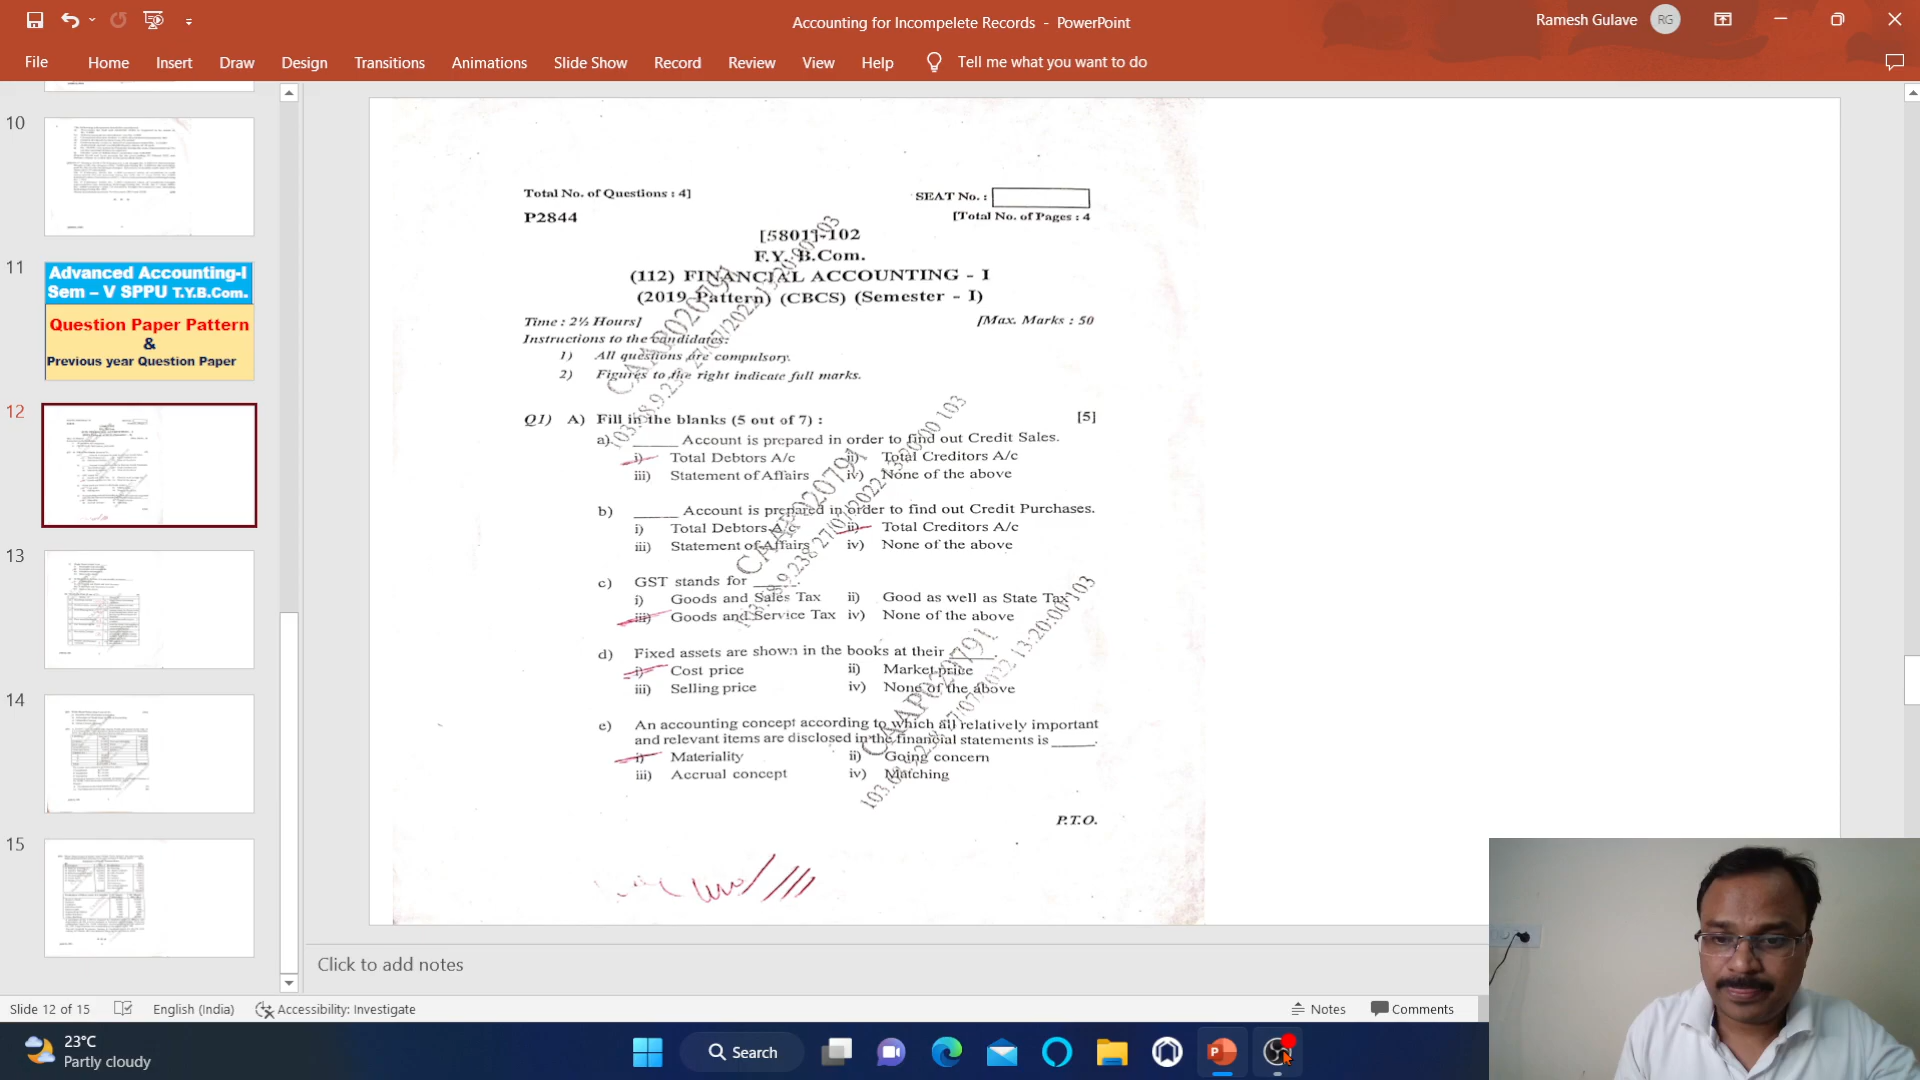 Accounting for Incompelete Records - PowerPoint
Ramesh Gulave
RG
File
Home
Insert
Draw
Design
Transitions
Animations
Slide Show
Record
Review
View
Help
Tell me what you want to do
10
11
Advanced Accounting-I
Sem – V SPPU T.Y.B.Com.
Question Paper Pattern
&
Previous year Question Paper
12
13
14
15
Total No. of Questions : 4]
SEAT No. :
P2844
[Total No. of Pages : 4
[5801]-102
F.Y. B.Com.
(112) FINANCIAL ACCOUNTING - I
(2019 Pattern) (CBCS) (Semester - I)
Time : 2½ Hours]
[Max. Marks : 50
Instructions to the candidates:
1) All questions are compulsory.
2) Figures to the right indicate full marks.
Q1) A) Fill in the blanks (5 out of 7) : [5]
a) _____ Account is prepared in order to find out Credit Sales.
i) Total Debtors A/c ii) Total Creditors A/c
iii) Statement of Affairs iv) None of the above
b) _____ Account is prepared in order to find out Credit Purchases.
i) Total Debtors A/c ii) Total Creditors A/c
iii) Statement of Affairs iv) None of the above
c) GST stands for _____.
i) Goods and Sales Tax ii) Good as well as State Tax
iii) Goods and Service Tax iv) None of the above
d) Fixed assets are shown in the books at their _____.
i) Cost price ii) Market price
iii) Selling price iv) None of the above
e) An accounting concept according to which all relatively important
and relevant items are disclosed in the financial statements is _____.
i) Materiality ii) Going concern
iii) Accrual concept iv) Matching
P.T.O.
CAAP020791
CAAP020791
CAAP020791
Click to add notes
Slide 12 of 15
English (India)
Accessibility: Investigate
Notes
Comments
23°C
Partly cloudy
Search